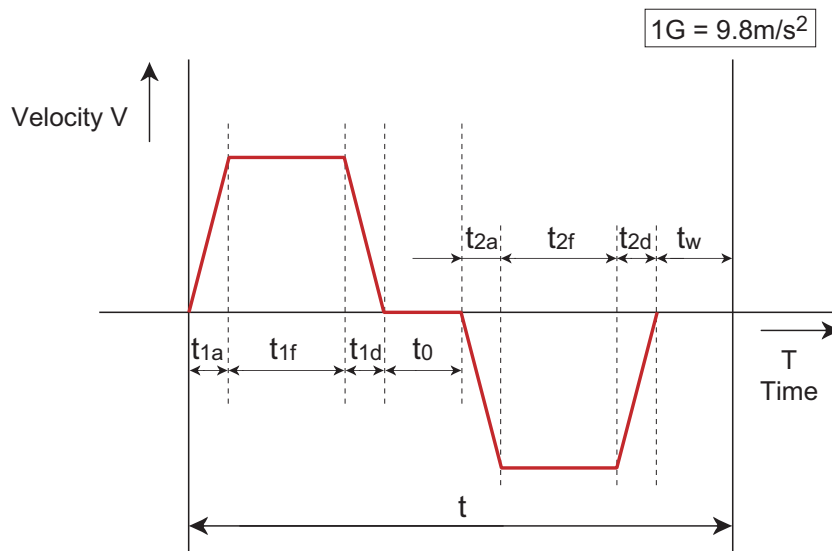 1G = 9.8m/s²
Velocity V
t2a t2f t2d tw
t1a t1f t1d t0
T
Time
t